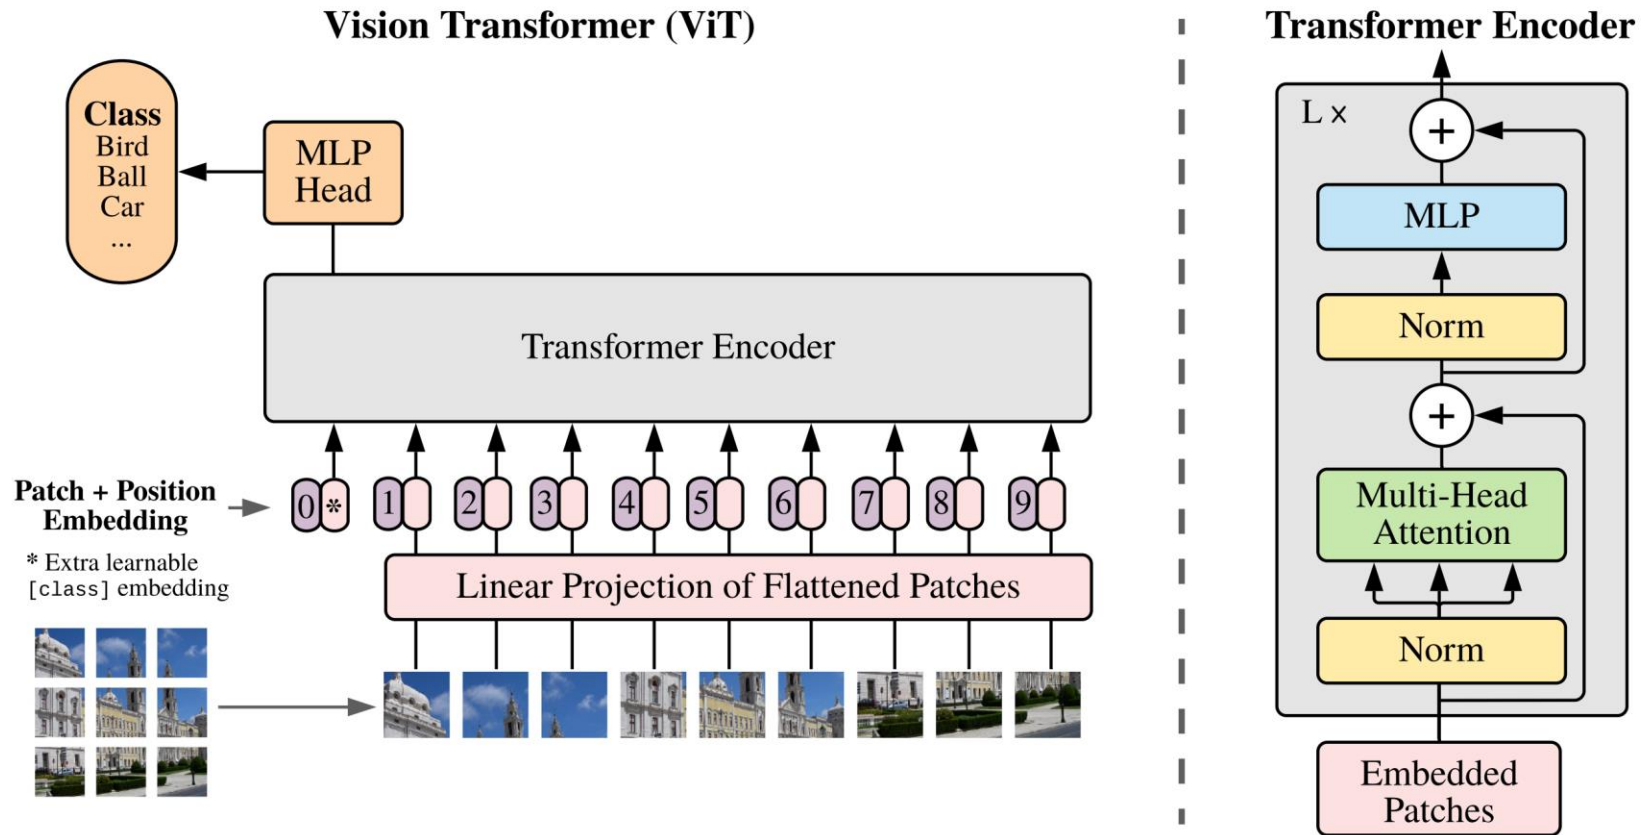 Vision Transformer (ViT)
Class
Bird
Ball
Car
...
MLP
Head
Transformer Encoder
Patch + Position
Embedding
0 * 1 2 3 4 5 6 7 8 9
* Extra learnable
[class] embedding
Linear Projection of Flattened Patches
Transformer Encoder
L ×
+
MLP
Norm
+
Multi-Head
Attention
Norm
Embedded
Patches